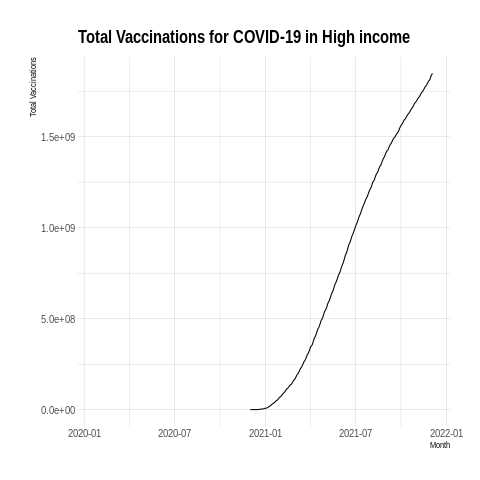 Total Vaccinations for COVID-19 in High income
Total Vaccinations
1.5e+09
1.0e+09
5.0e+08
0.0e+00
2020-01 2020-07 2021-01 2021-07 2022-01
Month